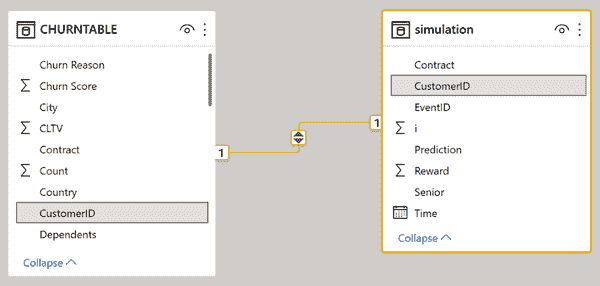 CHURNTABLE
Churn Reason
Churn Score
City
CLTV
Contract
Count
Country
CustomerID
Dependents
Collapse
1
1
simulation
Contract
CustomerID
EventID
i
Prediction
Reward
Senior
Time
Collapse